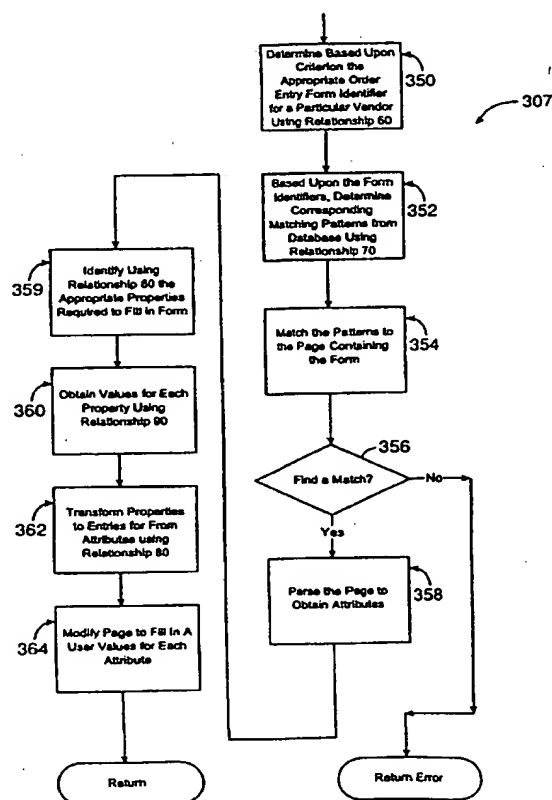 Determine Based Upon
Criterion the
Appropriate Order
Entry Form Identifier
for a Particular Vendor
Using Relationship 60
350
307
Based Upon the Form
Identifiers, Determine
Corresponding
Matching Patterns from
Database Using
Relationship 70
352
Match the Patterns to
the Page Containing
the Form
354
356
Find a Match?
No
Yes
Parse the Page to
Obtain Attributes
358
359
Identify Using
Relationship 80 the
Appropriate Properties
Required to Fill in Form
360
Obtain Values for Each
Property Using
Relationship 90
362
Transform Properties
to Entries for From
Attributes using
Relationship 80
364
Modify Page to Fill In A
User Values for Each
Attribute
Return
Return Error